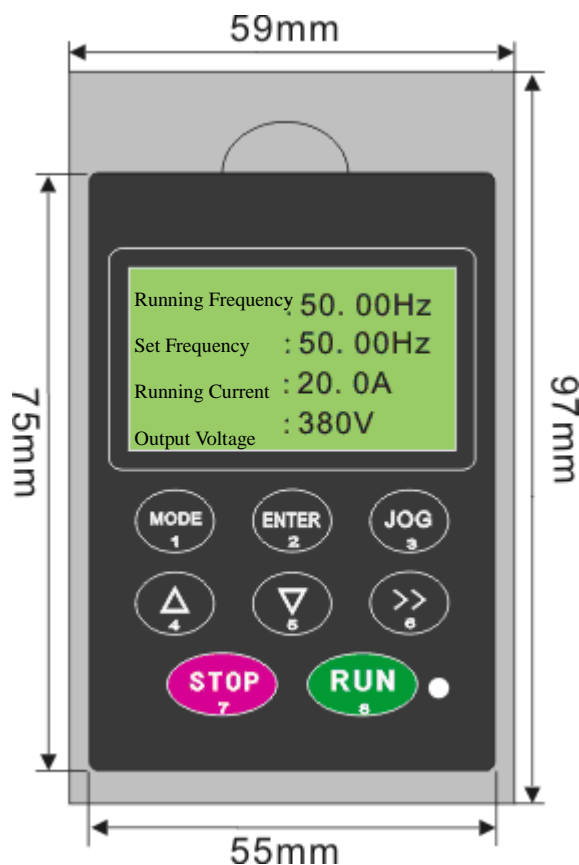 59mm
Running Frequency : 50. 00Hz
Set Frequency : 50. 00Hz
Running Current : 20. 0A
Output Voltage : 380V
75mm
97mm
MODE ENTER JOG
1 2 3
4 5 6
STOP RUN
7 8
55mm